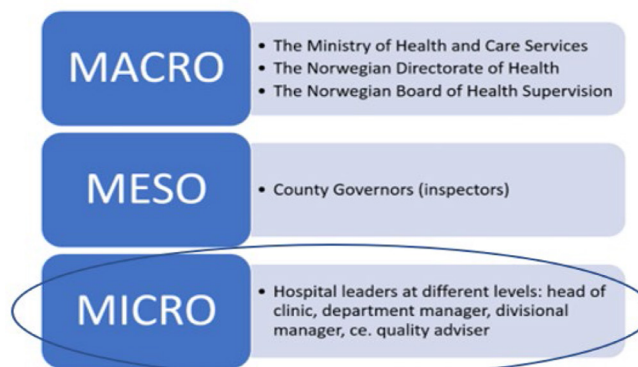 MACRO
• The Ministry of Health and Care Services
• The Norwegian Directorate of Health
• The Norwegian Board of Health Supervision
MESO
• County Governors (inspectors)
MICRO
• Hospital leaders at different levels: head of
clinic, department manager, divisional
manager, ce. quality adviser